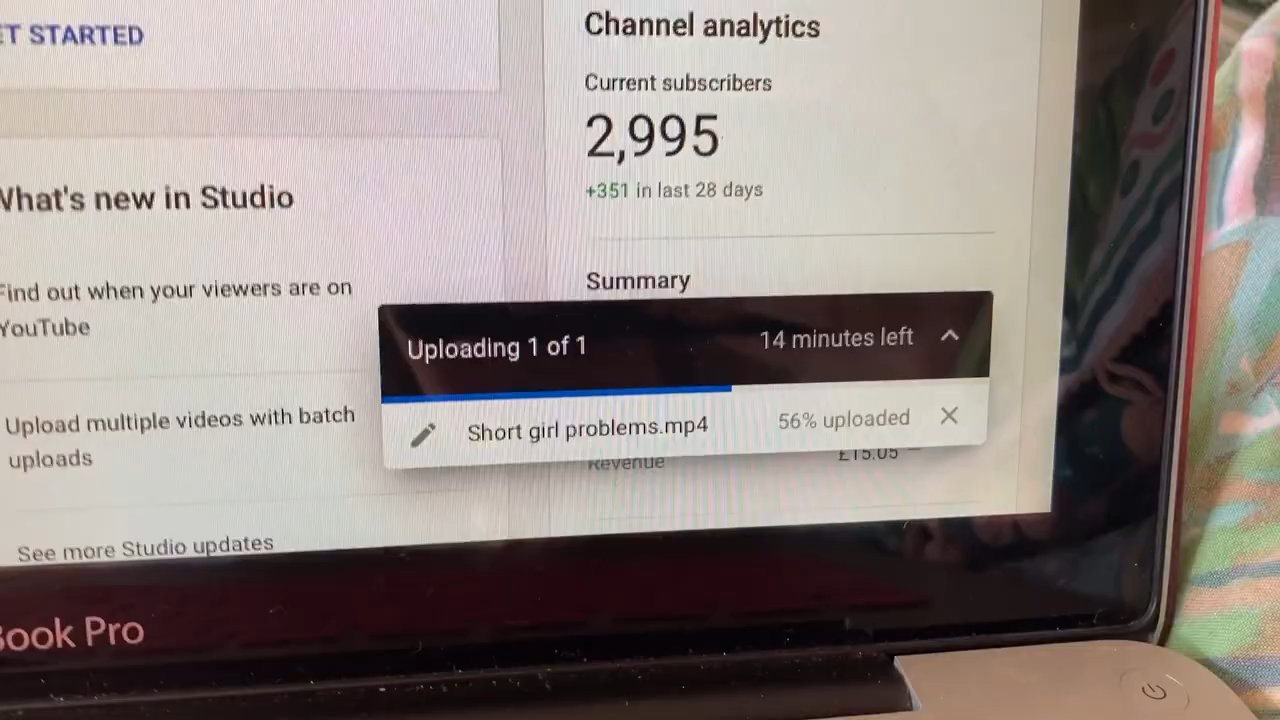 T STARTED
What's new in Studio
Find out when your viewers are on
YouTube
Upload multiple videos with batch
uploads
See more Studio updates
Channel analytics
Current subscribers
2,995
+351 in last 28 days
Summary
Uploading 1 of 1
14 minutes left
Short girl problems.mp4
56% uploaded
Revenue
£15.05
Book Pro